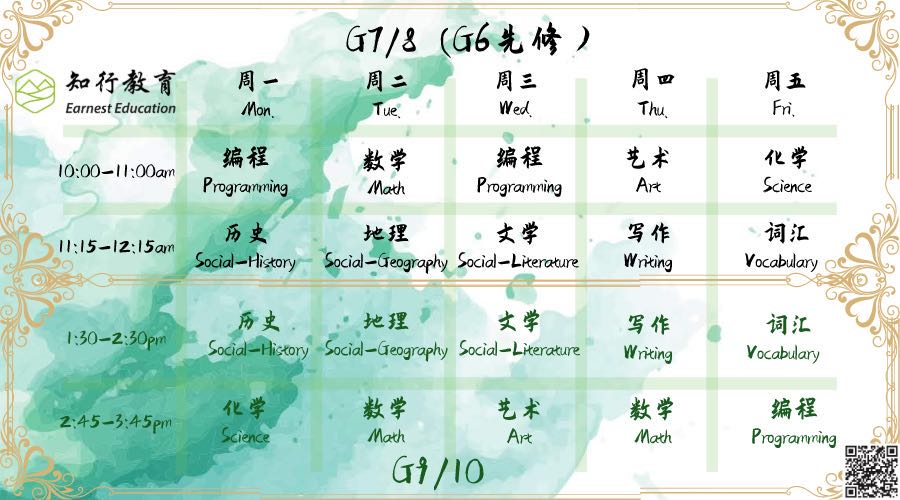 G7/8 (G6先修)
知行教育
Earnest Education
周一 周二 周三 周四 周五
Mon. Tue. Wed. Thu. Fri.
10:00-11:00am
编程 数学 编程 艺术 化学
Programming Math Programming Art Science
11:15-12:15am
历史 地理 文学 写作 词汇
Social-History Social-Geography Social-Literature Writing Vocabulary
1:30-2:30pm
历史 地理 文学 写作 词汇
Social-History Social-Geography Social-Literature Writing Vocabulary
2:45-3:45pm
化学 数学 艺术 数学 编程
Science Math Art Math Programming
G9/10